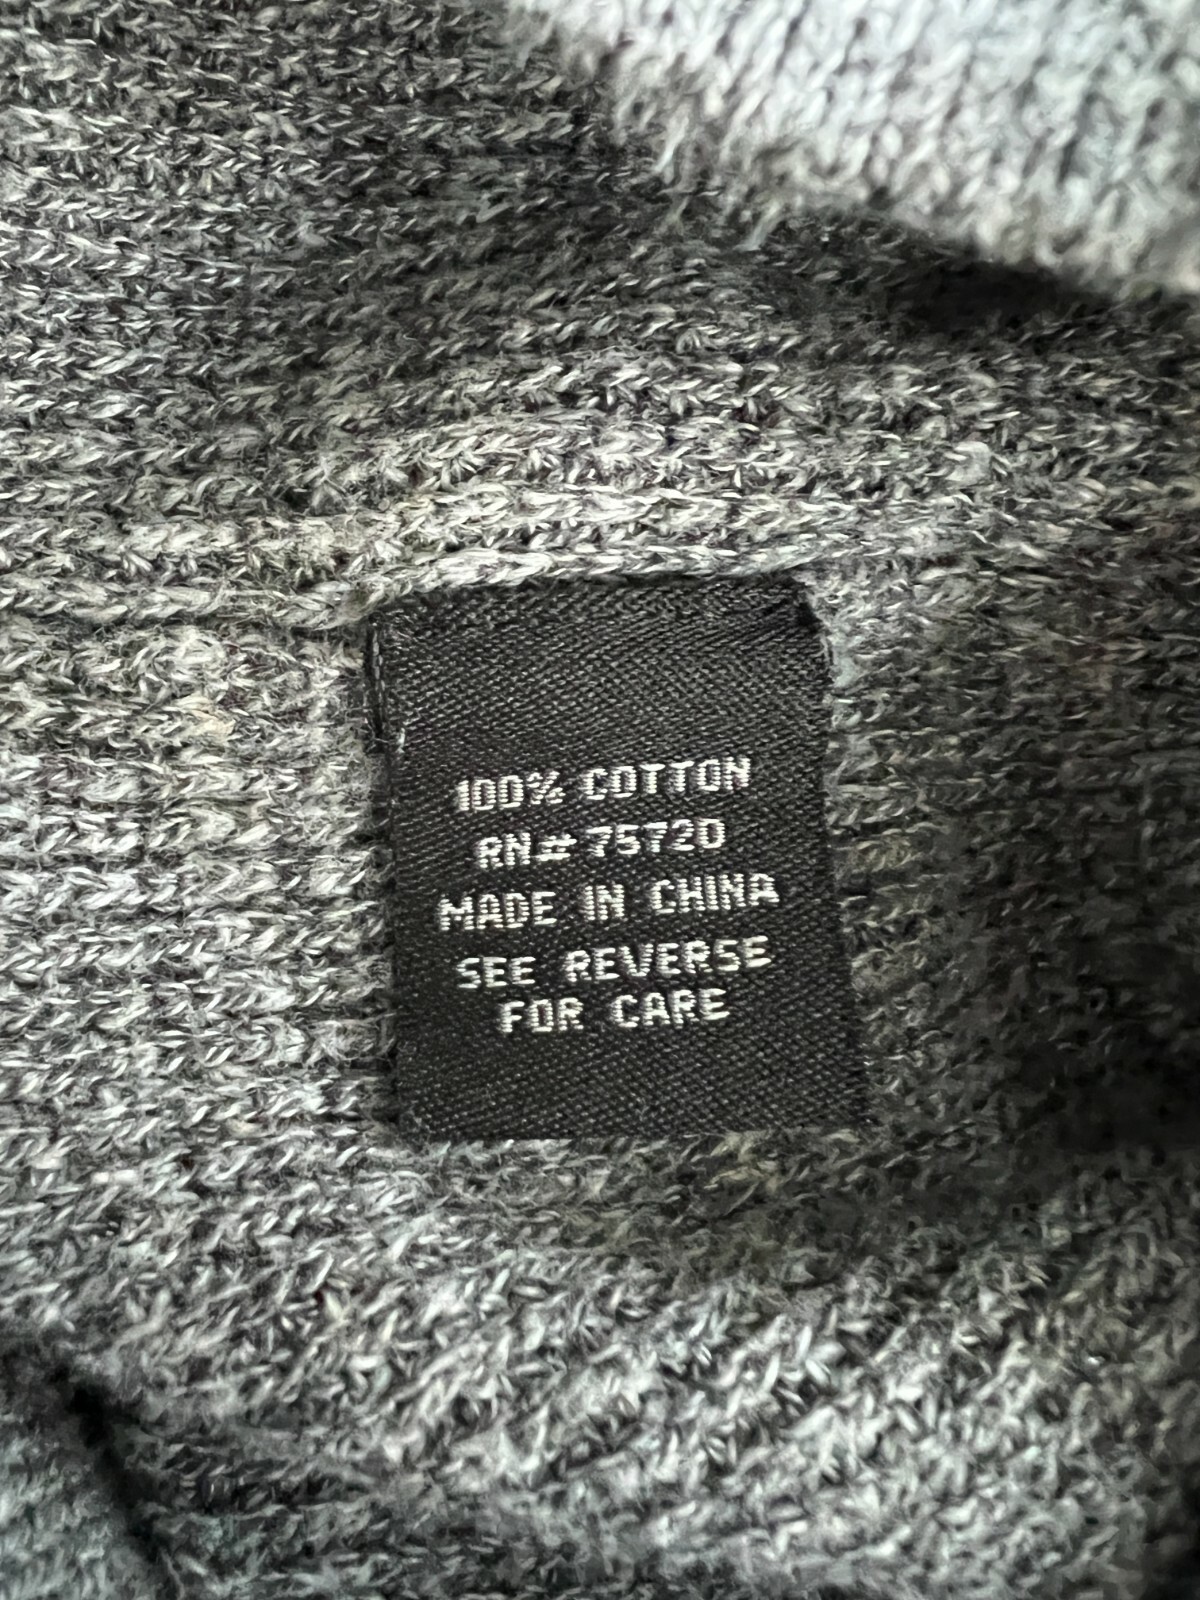 100% COTTON
RN# 75720
MADE IN CHINA
SEE REVERSE
FOR CARE